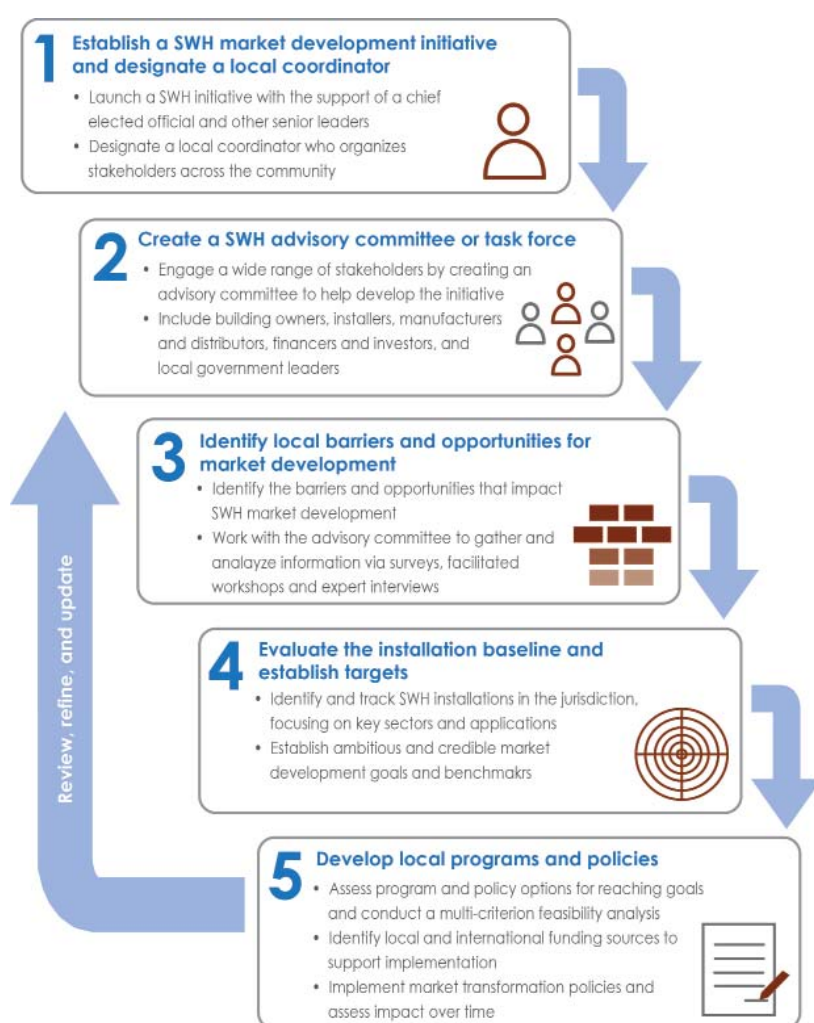 1 Establish a SWH market development initiative
and designate a local coordinator
• Launch a SWH initiative with the support of a chief
elected official and other senior leaders
• Designate a local coordinator who organizes
stakeholders across the community
2 Create a SWH advisory committee or task force
• Engage a wide range of stakeholders by creating an
advisory committee to help develop the initiative
• Include building owners, installers, manufacturers
and distributors, financers and investors, and
local government leaders
3 Identify local barriers and opportunities for
market development
• Identify the barriers and opportunities that impact
SWH market development
• Work with the advisory committee to gather and
analayze information via surveys, facilitated
workshops and expert interviews
4 Evaluate the installation baseline and
establish targets
• Identify and track SWH installations in the jurisdiction,
focusing on key sectors and applications
• Establish ambitious and credible market
development goals and benchmakrs
5 Develop local programs and policies
• Assess program and policy options for reaching goals
and conduct a multi-criterion feasibility analysis
• Identify local and international funding sources to
support implementation
• Implement market transformation policies and
assess impact over time
Review, refine, and update